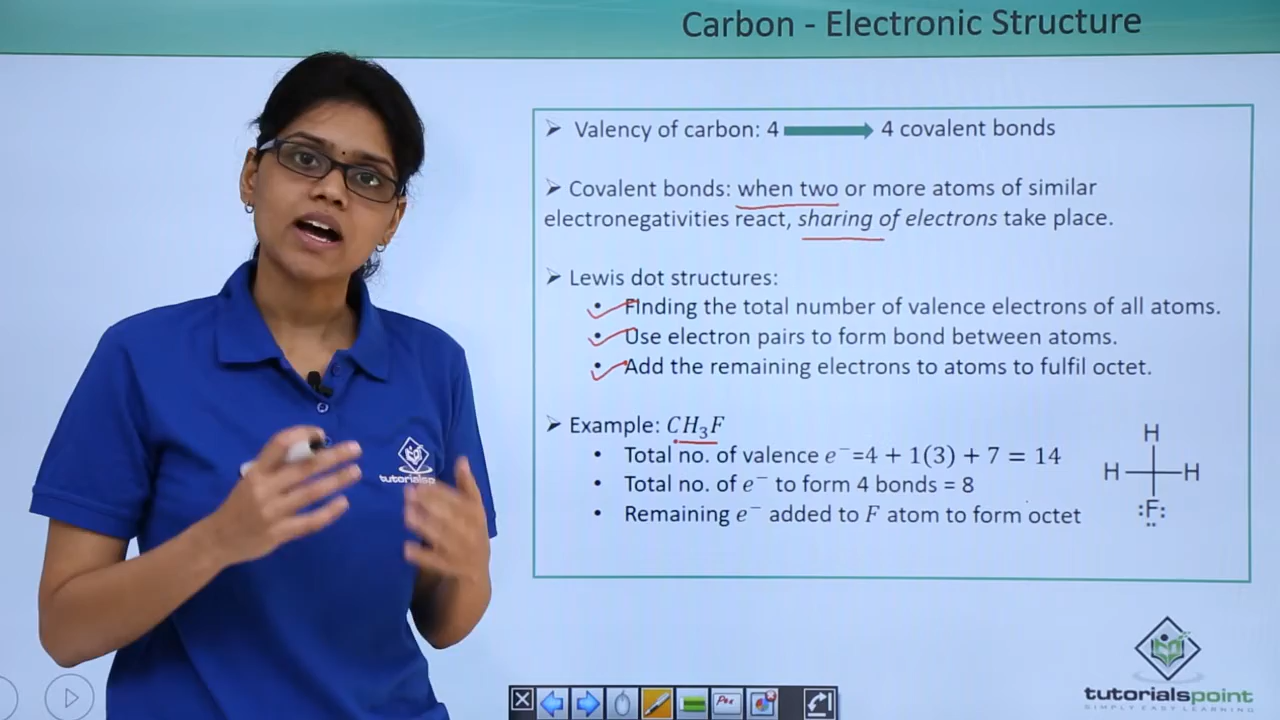 Carbon - Electronic Structure
➢ Valency of carbon: 4 → 4 covalent bonds
➢ Covalent bonds: when two or more atoms of similar
electronegativities react, sharing of electrons take place.
➢ Lewis dot structures:
• Finding the total number of valence electrons of all atoms.
• Use electron pairs to form bond between atoms.
• Add the remaining electrons to atoms to fulfil octet.
➢ Example: CH₃F
• Total no. of valence e⁻=4 + 1(3) + 7 = 14
• Total no. of e⁻ to form 4 bonds = 8
• Remaining e⁻ added to F atom to form octet
H
H H
:F:
tutorialspoint
tutorialspoint
SIMPLY EASY LEARNING
Pen